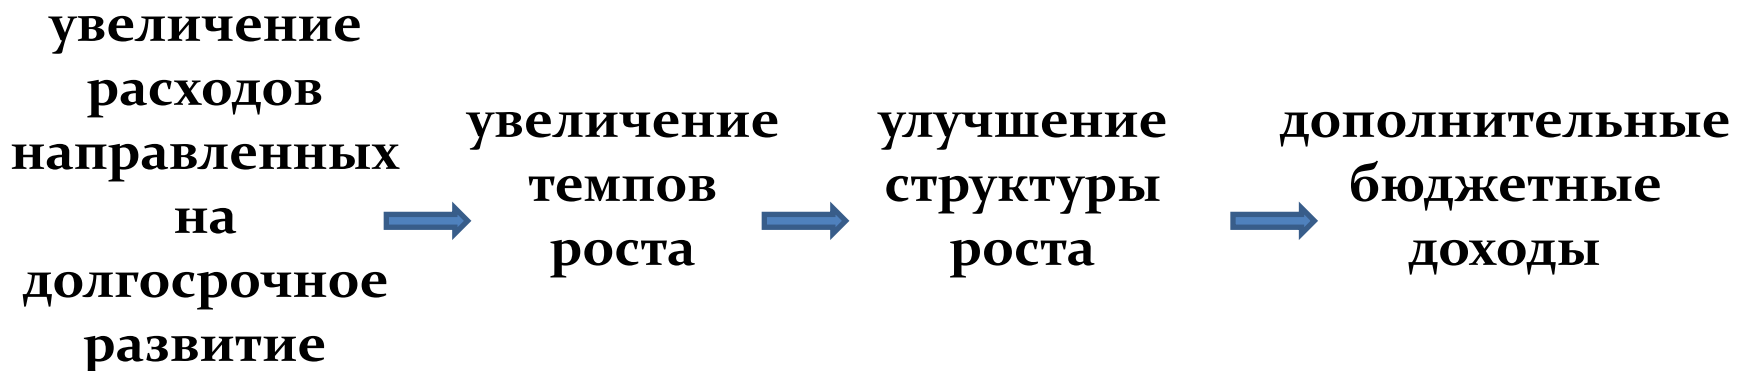 увеличение
расходов
направленных
на
долгосрочное
развитие
увеличение
темпов
роста
улучшение
структуры
роста
дополнительные
бюджетные
доходы